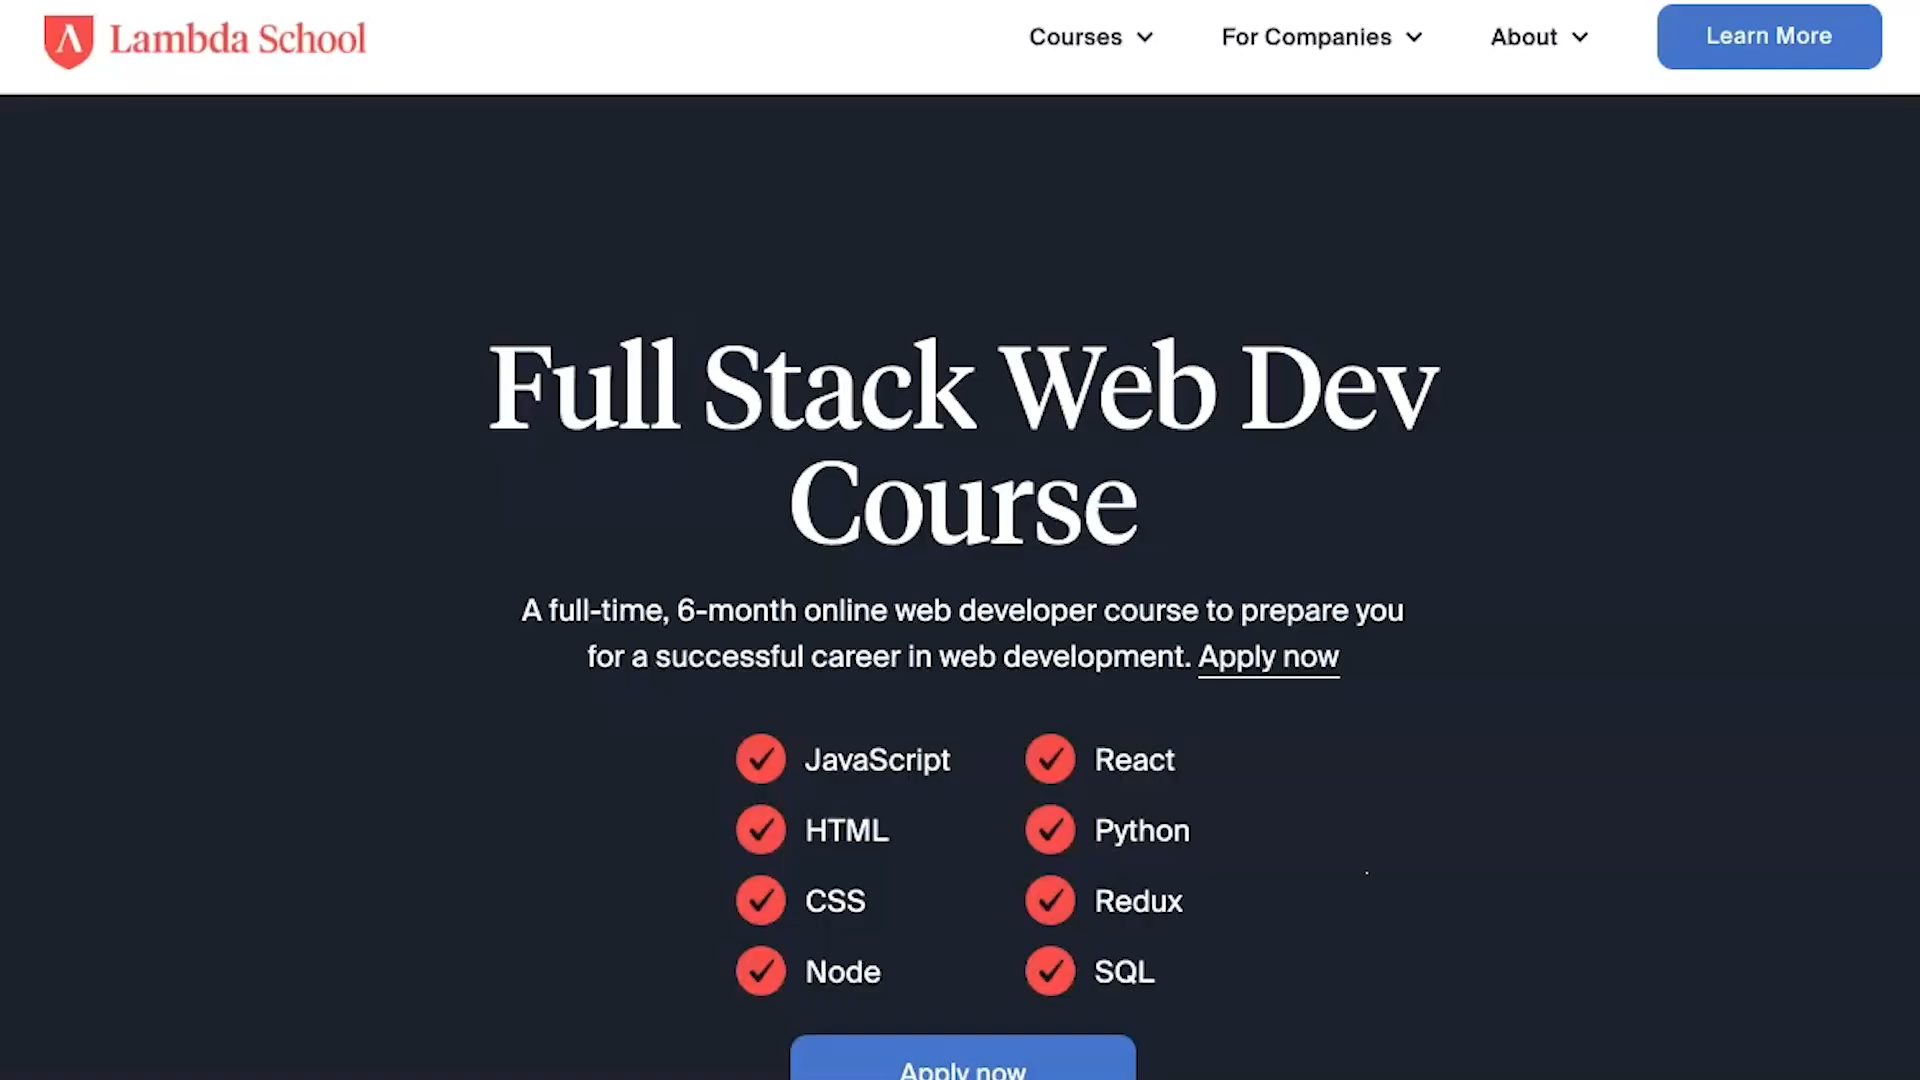 Lambda School
Courses
For Companies
About
Learn More
Full Stack Web Dev
Course
A full-time, 6-month online web developer course to prepare you
for a successful career in web development. Apply now
JavaScript
React
HTML
Python
CSS
Redux
Node
SQL
Apply now